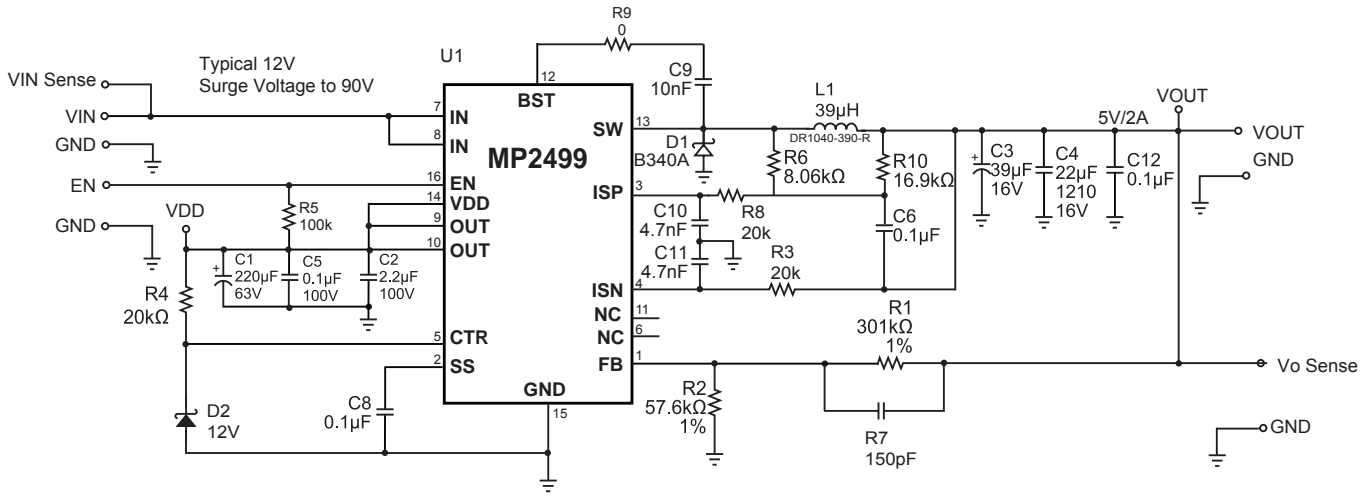 R9
0
U1
Typical 12V
Surge Voltage to 90V
VIN Sense
VIN
GND
EN
GND
VDD
12
BST
C9
10nF
L1
39µH
DR1040-390-R
VOUT
5V/2A
VOUT
GND
7
IN
8
IN
MP2499
SW
13
D1
B340A
R6
8.06kΩ
R10
16.9kΩ
C3
+
39µF
16V
C4
22µF
1210
16V
C12
0.1µF
16
EN
14
VDD
9
OUT
10
OUT
R5
100k
ISP
3
R8
20k
C10
4.7nF
C6
0.1µF
C11
4.7nF
R3
20k
C1
+
220µF
63V
C5
0.1µF
100V
C2
2.2µF
100V
R4
20kΩ
ISN
4
NC
11
NC
6
R1
301kΩ
1%
5
CTR
2
SS
FB
1
Vo Sense
GND
15
R2
57.6kΩ
1%
R7
150pF
D2
12V
C8
0.1µF
GND